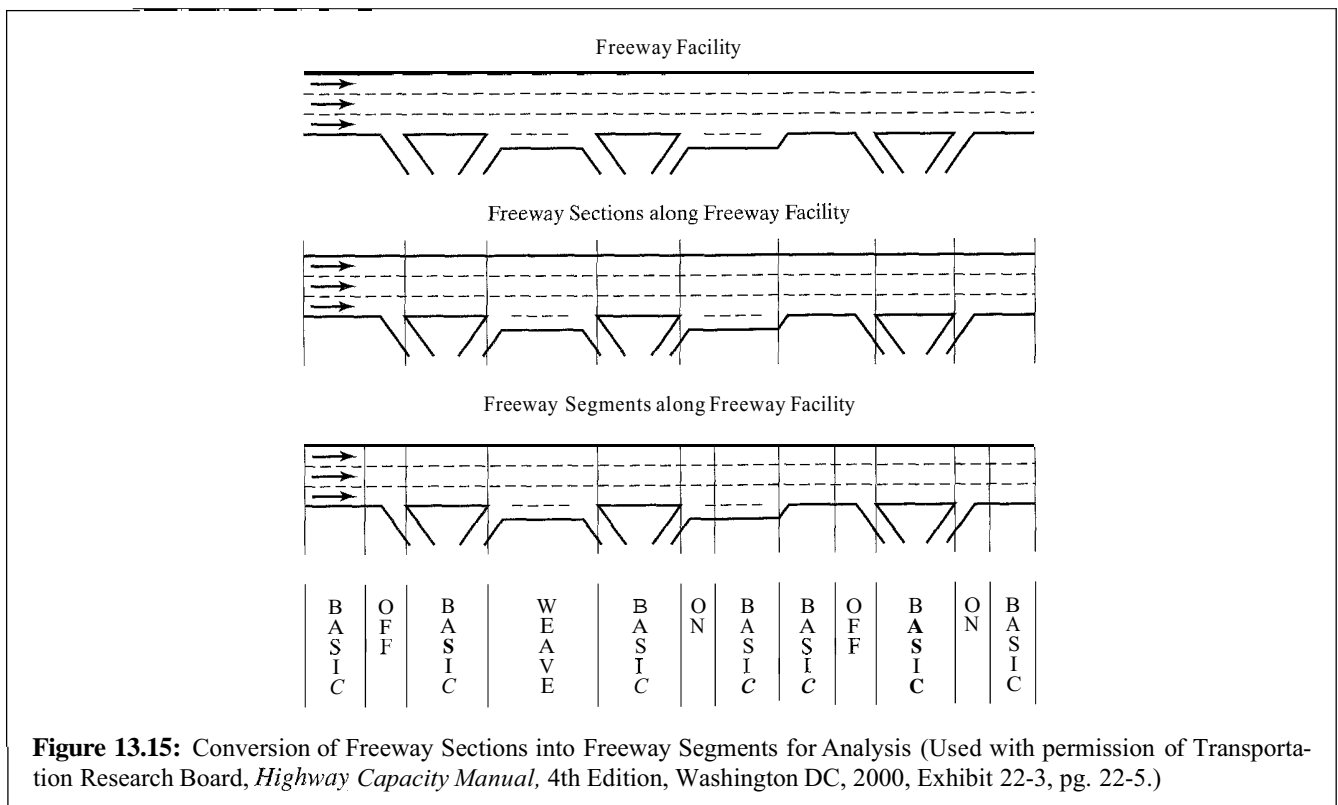 Freeway Facility
Freeway Sections along Freeway Facility
Freeway Segments along Freeway Facility
BASIC
OFF
BASIC
WEAVE
BASIC
ON
BASIC
BASIC
OFF
BASIC
ON
BASIC
Figure 13.15: Conversion of Freeway Sections into Freeway Segments for Analysis (Used with permission of Transporta-
tion Research Board, Highway Capacity Manual, 4th Edition, Washington DC, 2000, Exhibit 22-3, pg. 22-5.)